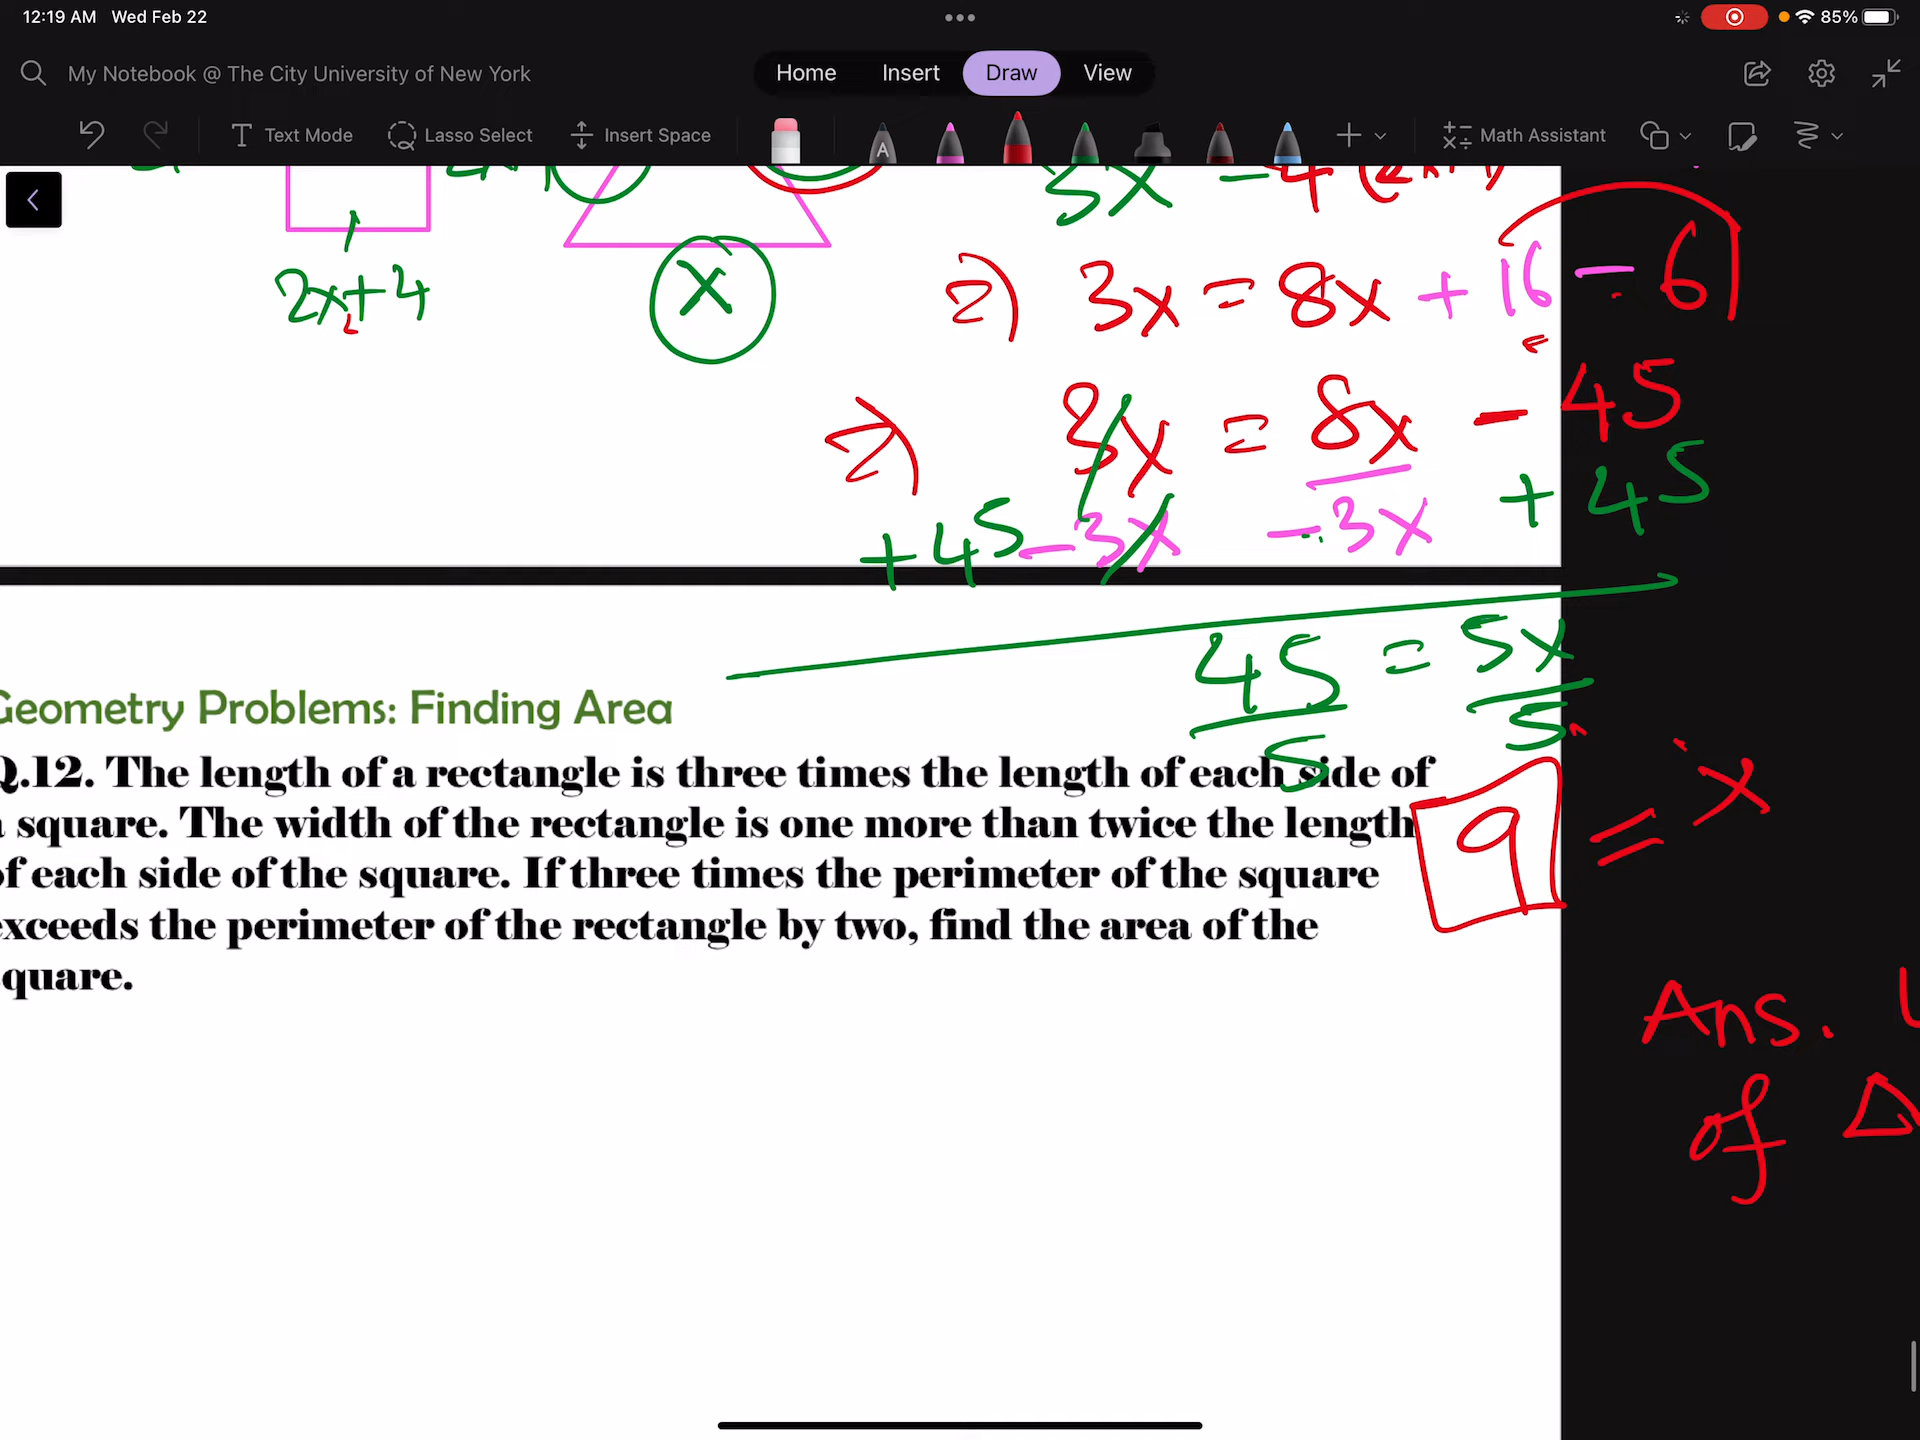 12:19 AM Wed Feb 22
85%
My Notebook @ The City University of New York
Home Insert Draw View
Text Mode Lasso Select Insert Space A Math Assistant
3x - 4
2x+4
x
2) 3x = 8x + 16 - 61
2) 3x = 8x - 45
+45 -3x -3x +45
45 = 5x
5 5
9 = x
Geometry Problems: Finding Area
Q.12. The length of a rectangle is three times the length of each side of
square. The width of the rectangle is one more than twice the length
of each side of the square. If three times the perimeter of the square
exceeds the perimeter of the rectangle by two, find the area of the
square.
Ans.
of Δ